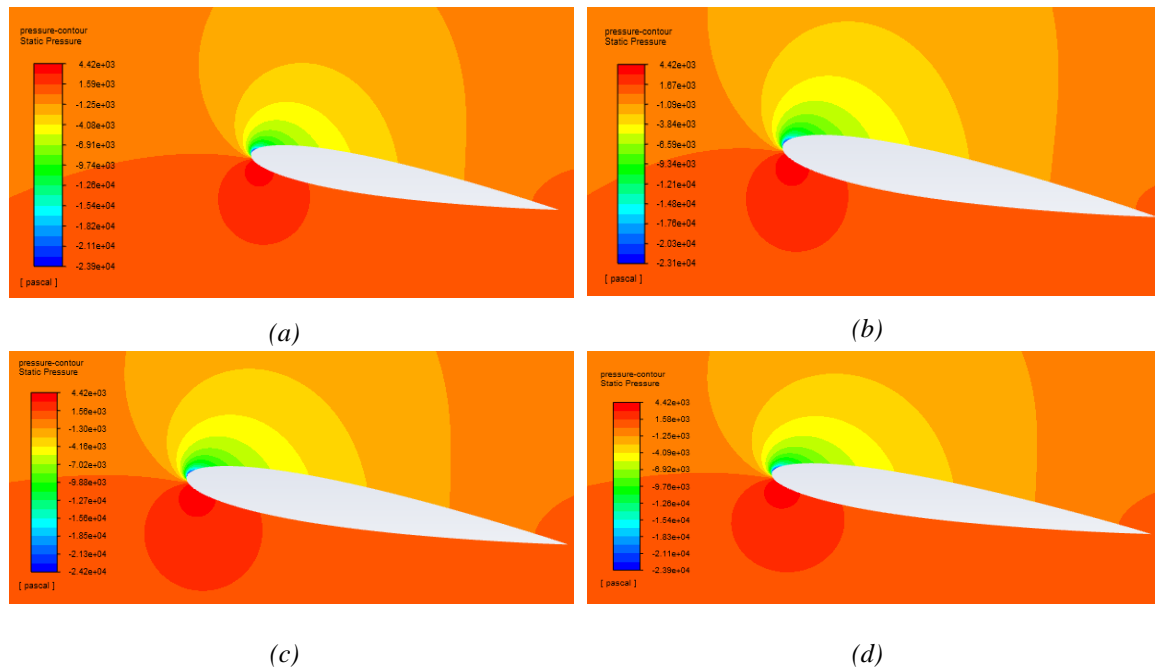 pressure-contour
Static Pressure
4.42e+03
1.59e+03
-1.25e+03
-4.08e+03
-6.91e+03
-9.74e+03
-1.26e+04
-1.54e+04
-1.82e+04
-2.11e+04
-2.39e+04
[ pascal ]
(a)
pressure-contour
Static Pressure
4.42e+03
1.67e+03
-1.09e+03
-3.84e+03
-6.59e+03
-9.34e+03
-1.21e+04
-1.48e+04
-1.76e+04
-2.03e+04
-2.31e+04
[ pascal ]
(b)
pressure-contour
Static Pressure
4.42e+03
1.56e+03
-1.30e+03
-4.16e+03
-7.02e+03
-9.88e+03
-1.27e+04
-1.56e+04
-1.85e+04
-2.13e+04
-2.42e+04
[ pascal ]
(c)
pressure-contour
Static Pressure
4.42e+03
1.58e+03
-1.25e+03
-4.09e+03
-6.92e+03
-9.76e+03
-1.26e+04
-1.54e+04
-1.83e+04
-2.11e+04
-2.39e+04
[ pascal ]
(d)